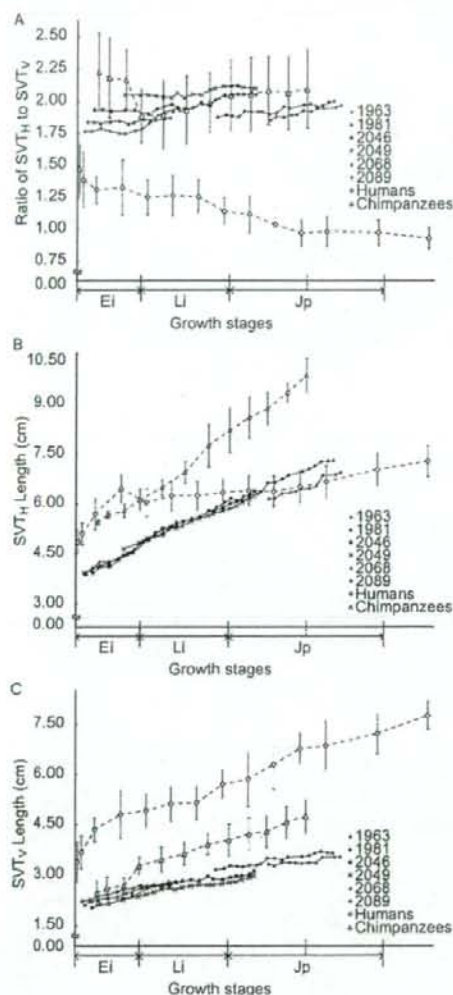 A
Ratio of SVT_H to SVT_V
2.50
2.25
2.00
1.75
1.50
1.25
1.00
0.75
0.00
1963
1981
2046
2049
2068
2089
Humans
Chimpanzees
Ei Li Jp
Growth stages
B
SVT_H Length (cm)
10.50
9.00
7.50
6.00
4.50
3.00
0.00
1963
1981
2046
2049
2068
2089
Humans
Chimpanzees
Ei Li Jp
Growth stages
C
SVT_V Length (cm)
7.50
6.00
4.50
3.00
1.50
0.00
1963
1981
2046
2049
2068
2089
Humans
Chimpanzees
Ei Li Jp
Growth stages